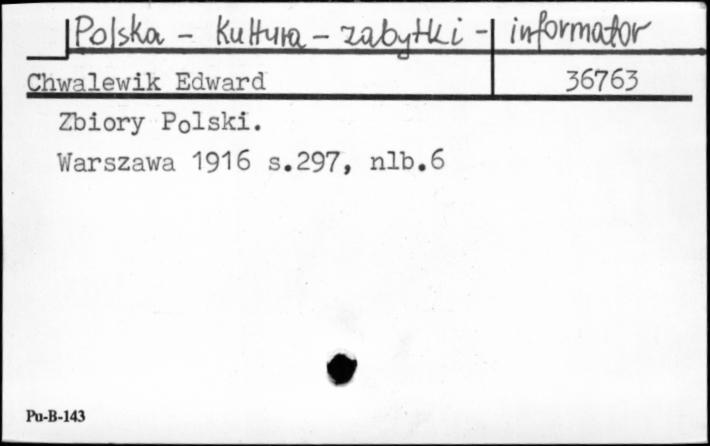 Polska - Kultura - zabytki - informator
Chwalewik Edward 36763
Zbiory Polski.
Warszawa 1916 s.297, nlb.6
Pu-B-143